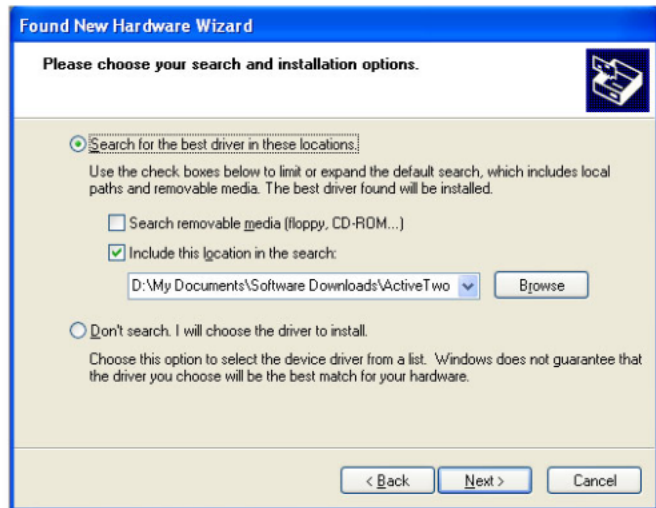 Found New Hardware Wizard
Please choose your search and installation options.
Search for the best driver in these locations.
Use the check boxes below to limit or expand the default search, which includes local
paths and removable media. The best driver found will be installed.
Search removable media (floppy, CD-ROM...)
Include this location in the search:
D:\My Documents\Software Downloads\ActiveTwo
Browse
Don't search. I will choose the driver to install.
Choose this option to select the device driver from a list. Windows does not guarantee that
the driver you choose will be the best match for your hardware.
< Back
Next >
Cancel